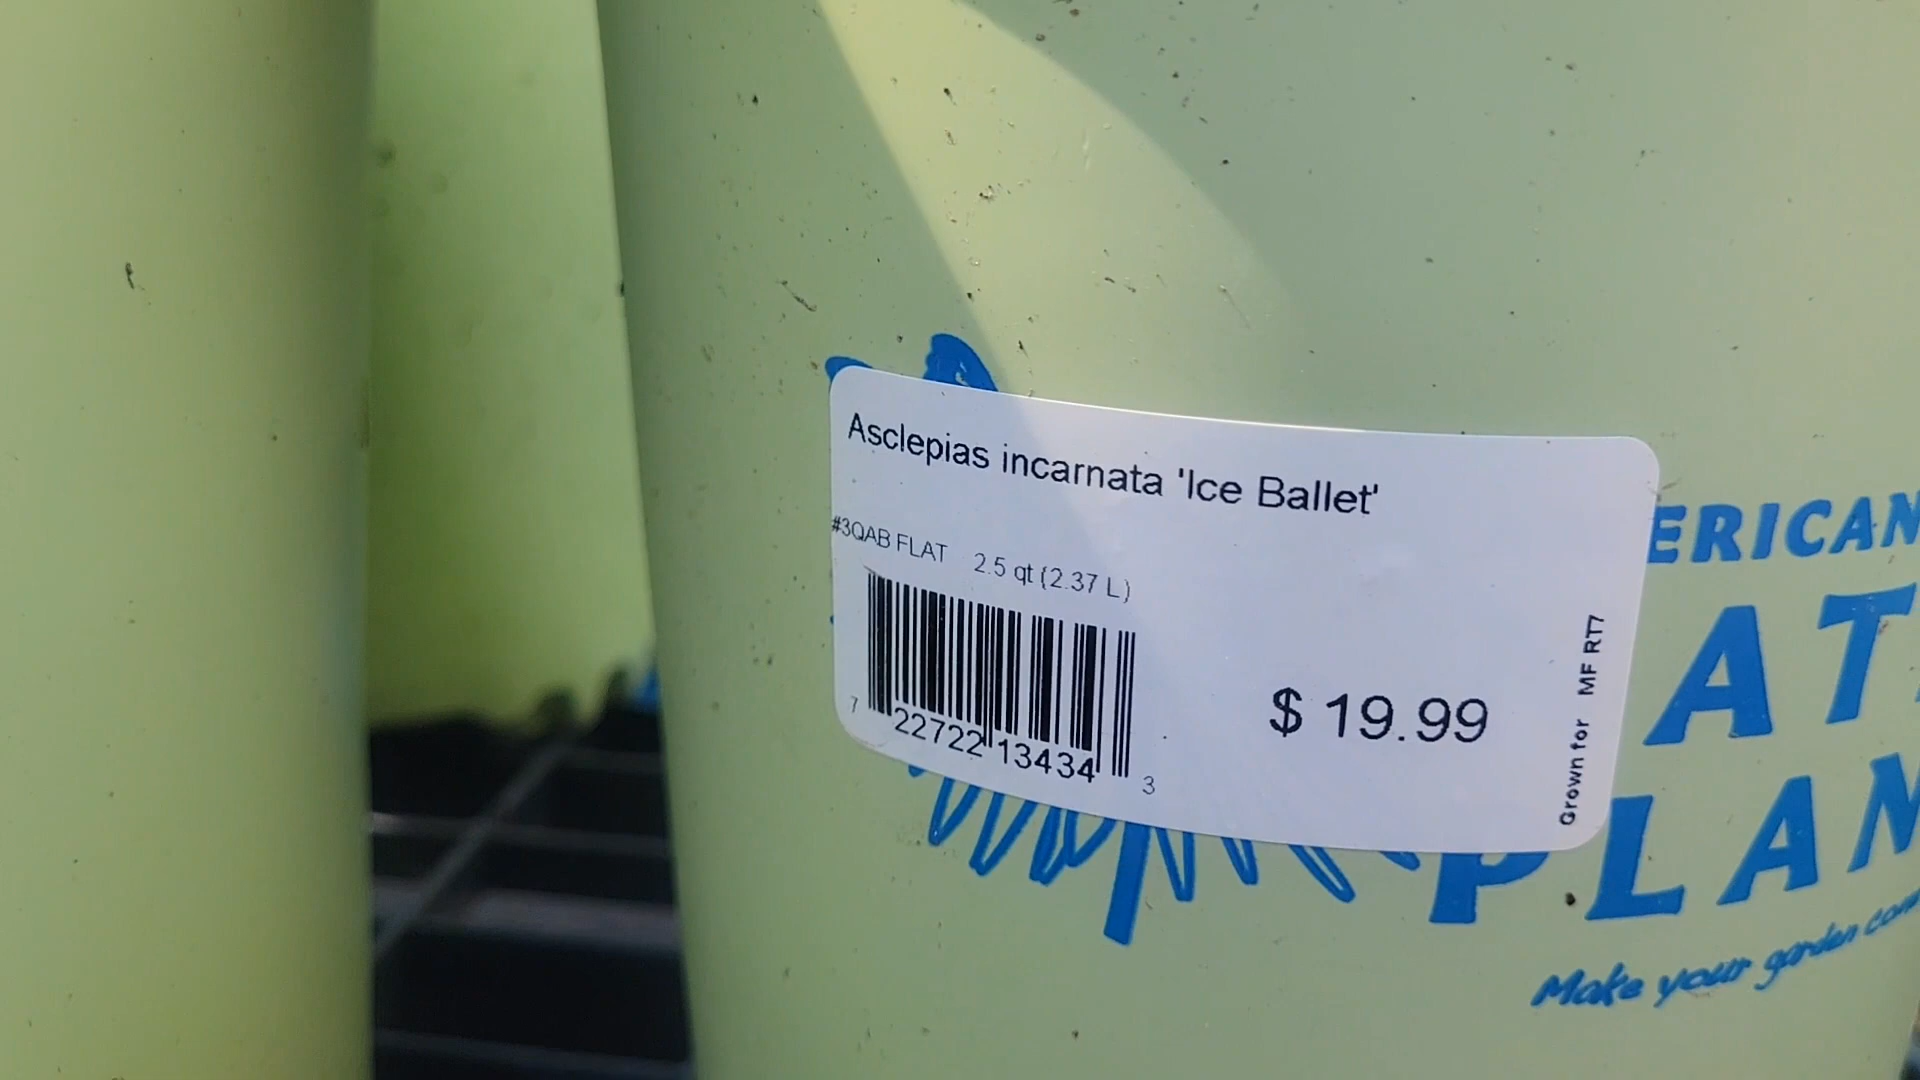 Asclepias incarnata 'Ice Ballet'
#3QAB FLAT 2.5 qt (2.37 L)
7 22722 13434 3
$ 19.99
Grown for MF RT7
ERICAN
AT
PLAN
Make your garden com